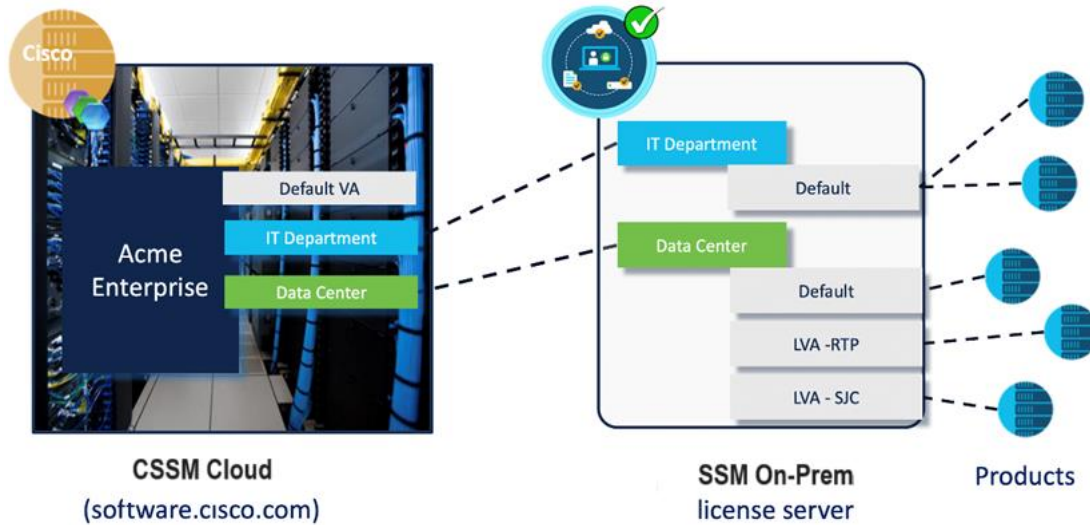 Cisco
Acme
Enterprise
Default VA
IT Department
Data Center
IT Department
Default
Data Center
Default
LVA -RTP
LVA - SJC
CSSM Cloud
(software.cisco.com)
SSM On-Prem
license server
Products